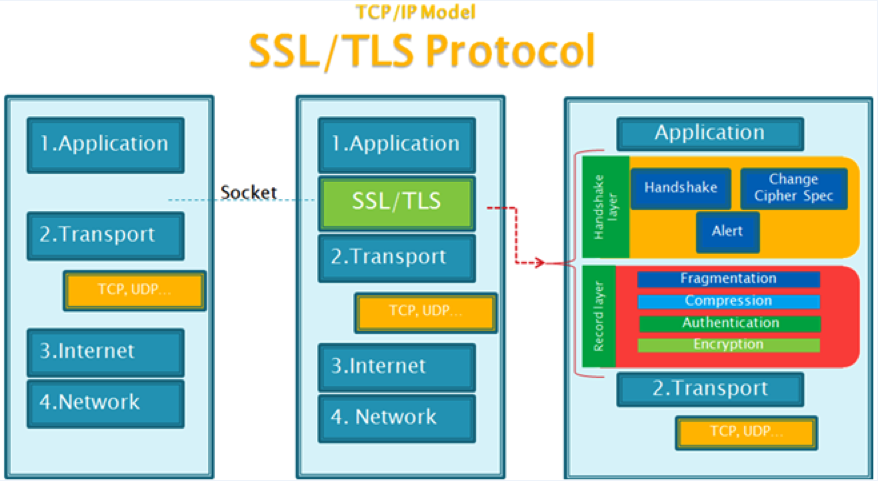 TCP/IP Model
SSL/TLS Protocol
1.Application
Socket
2.Transport
TCP, UDP...
3.Internet
4.Network
1.Application
SSL/TLS
2.Transport
TCP, UDP...
3.Internet
4. Network
Application
Handshake
layer
Handshake
Change
Cipher Spec
Alert
Record layer
Fragmentation
Compression
Authentication
Encryption
2.Transport
TCP, UDP...